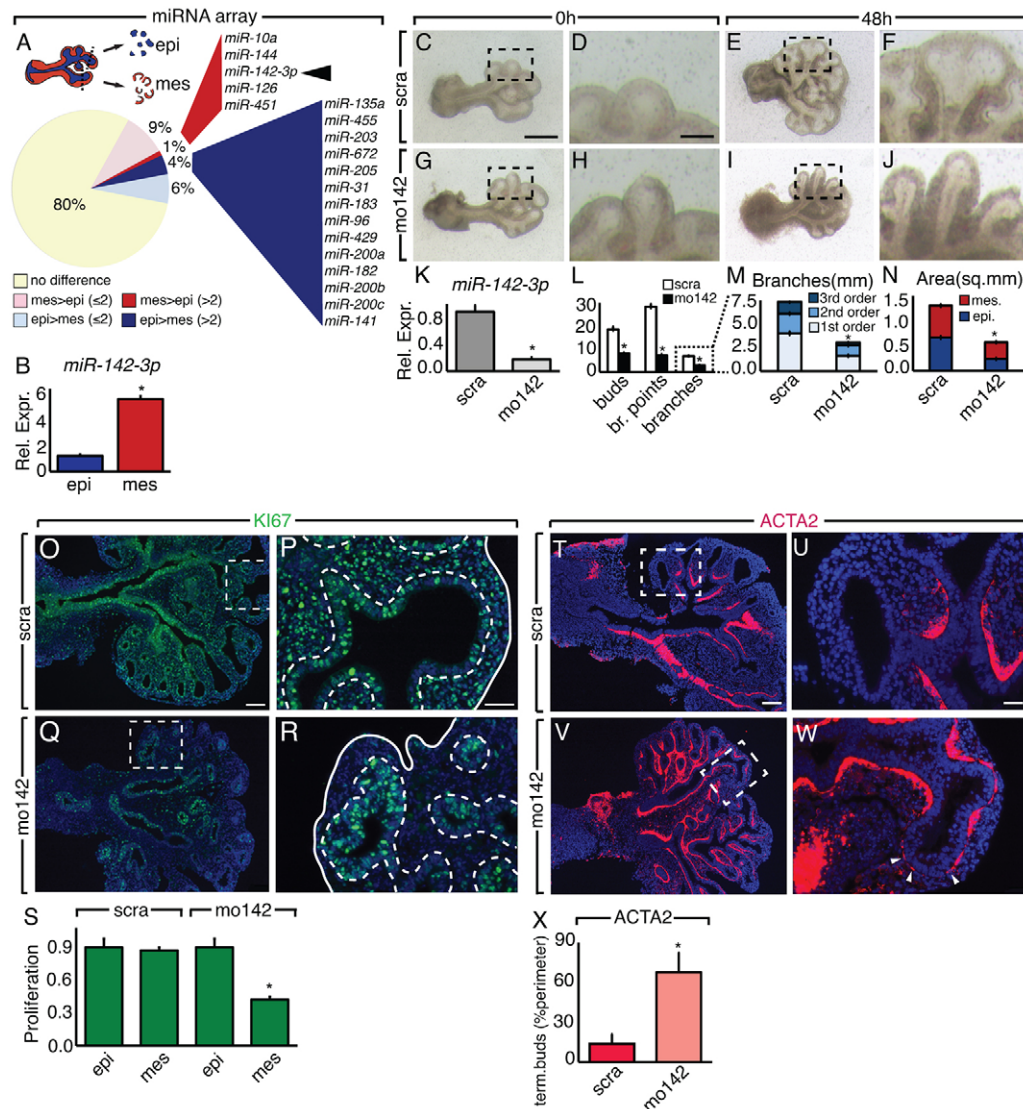 miRNA array
A
epi
mes
miR-10a
miR-144
miR-142-3p
miR-126
miR-451
miR-135a
miR-455
miR-203
miR-672
miR-205
miR-31
miR-183
miR-96
miR-429
miR-200a
miR-182
miR-200b
miR-200c
miR-141
9%
1%
4%
6%
80%
no difference
mes>epi (≤2)
mes>epi (>2)
epi>mes (≤2)
epi>mes (>2)
B
miR-142-3p
Rel. Expr.
6
4
2
0
*
epi
mes
0h
48h
scra
C
D
E
F
mo142
G
H
I
J
K
miR-142-3p
Rel. Expr.
0.8
0.4
0.0
*
scra
mo142
L
scra
mo142
30
20
10
0
*
*
*
buds
br. points
branches
M
Branches(mm)
7.5
5.0
2.5
0
3rd order
2nd order
1st order
*
scra
mo142
N
Area(sq.mm)
1.5
1.0
0.5
0
mes.
epi.
*
scra
mo142
KI67
scra
O
P
mo142
Q
R
ACTA2
scra
T
U
mo142
V
W
S
scra
mo142
Proliferation
0.9
0.6
0.3
0.0
*
epi
mes
epi
mes
X
ACTA2
term.buds (%perimeter)
90
60
30
0
*
scra
mo142